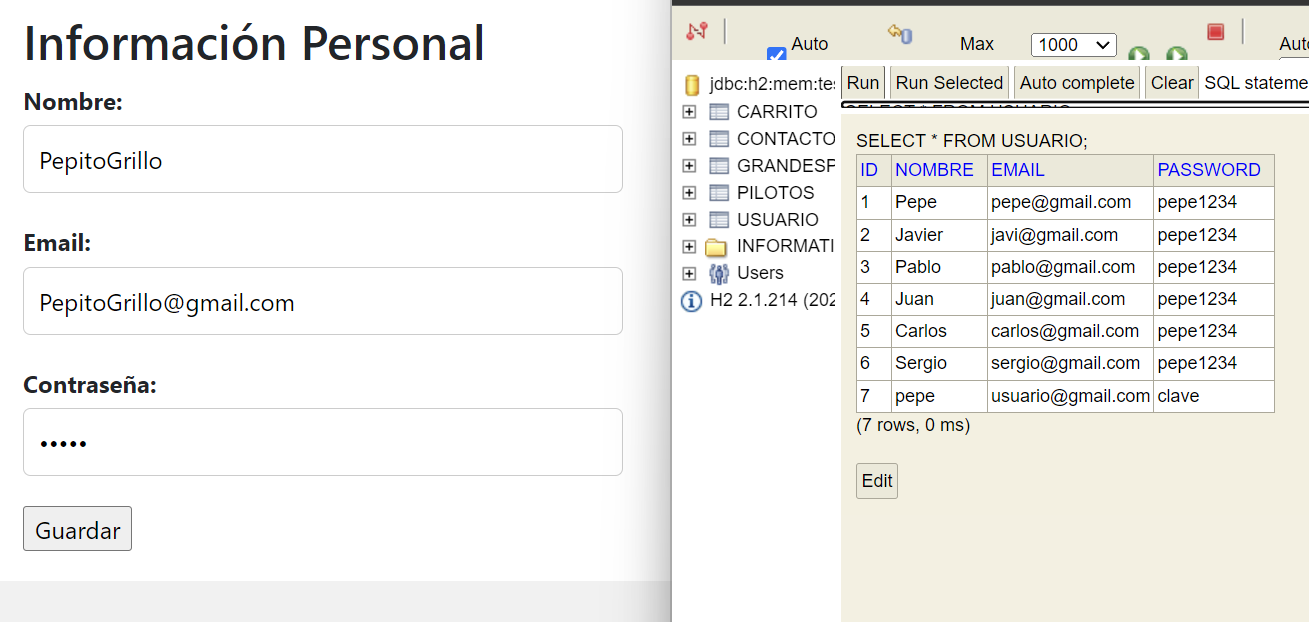 Información Personal
Nombre:
PepitoGrillo
Email:
PepitoGrillo@gmail.com
Contraseña:
•••••
Guardar
Auto
Max
1000
Auto
jdbc:h2:mem:tes
CARRITO
CONTACTO
GRANDESP
PILOTOS
USUARIO
INFORMATI
Users
H2 2.1.214 (202
Run
Run Selected
Auto complete
Clear
SQL stateme
SELECT * FROM USUARIO
SELECT * FROM USUARIO;
ID NOMBRE EMAIL PASSWORD
1 Pepe pepe@gmail.com pepe1234
2 Javier javi@gmail.com pepe1234
3 Pablo pablo@gmail.com pepe1234
4 Juan juan@gmail.com pepe1234
5 Carlos carlos@gmail.com pepe1234
6 Sergio sergio@gmail.com pepe1234
7 pepe usuario@gmail.com clave
(7 rows, 0 ms)
Edit